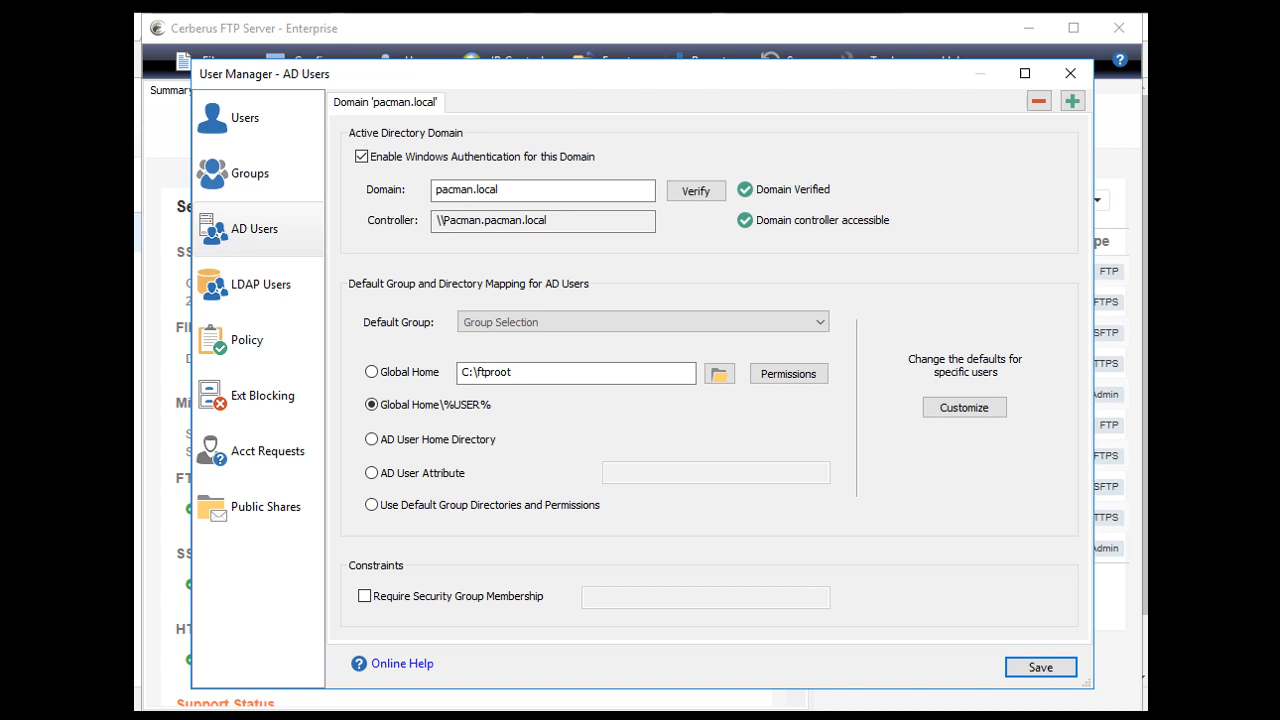 Cerberus FTP Server - Enterprise
User Manager - AD Users
Summary
Users
Groups
AD Users
LDAP Users
Policy
Ext Blocking
Acct Requests
Public Shares
Domain 'pacman.local'
Active Directory Domain
Enable Windows Authentication for this Domain
Domain: pacman.local Verify Domain Verified
Controller: \\Pacman.pacman.local Domain controller accessible
Default Group and Directory Mapping for AD Users
Default Group: Group Selection
Global Home C:\ftproot Permissions
Global Home\%USER%
AD User Home Directory
AD User Attribute
Use Default Group Directories and Permissions
Change the defaults for
specific users
Customize
Constraints
Require Security Group Membership
Online Help
Save
FTP
FTPS
SFTP
Admin
FTP
FTPS
SFTP
Admin
Support Status